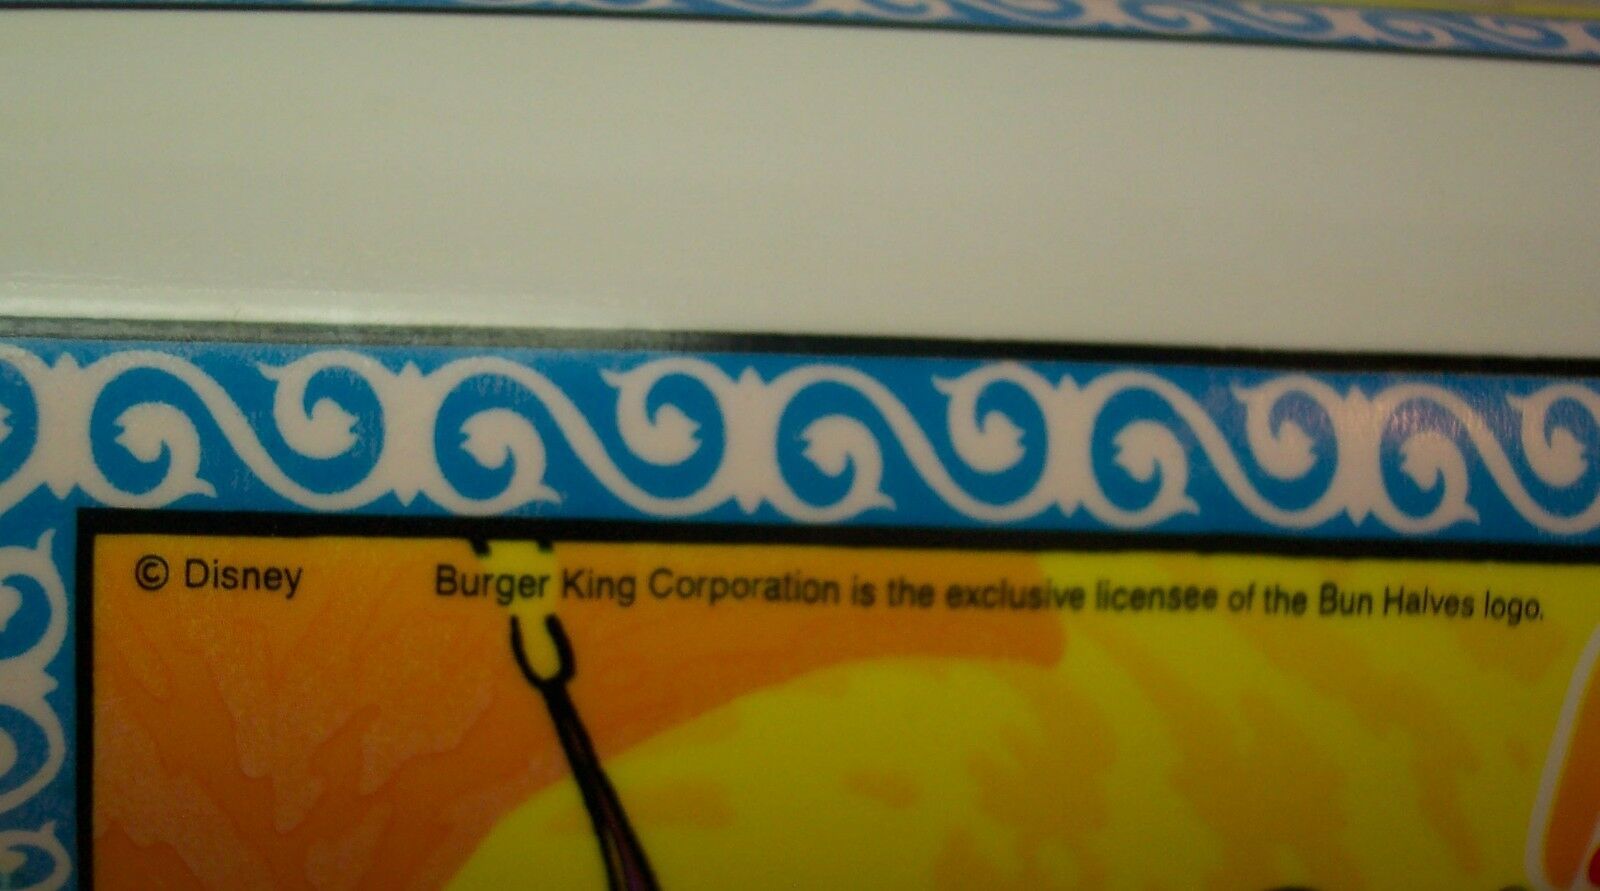 © Disney Burger King Corporation is the exclusive licensee of the Bun Halves logo.